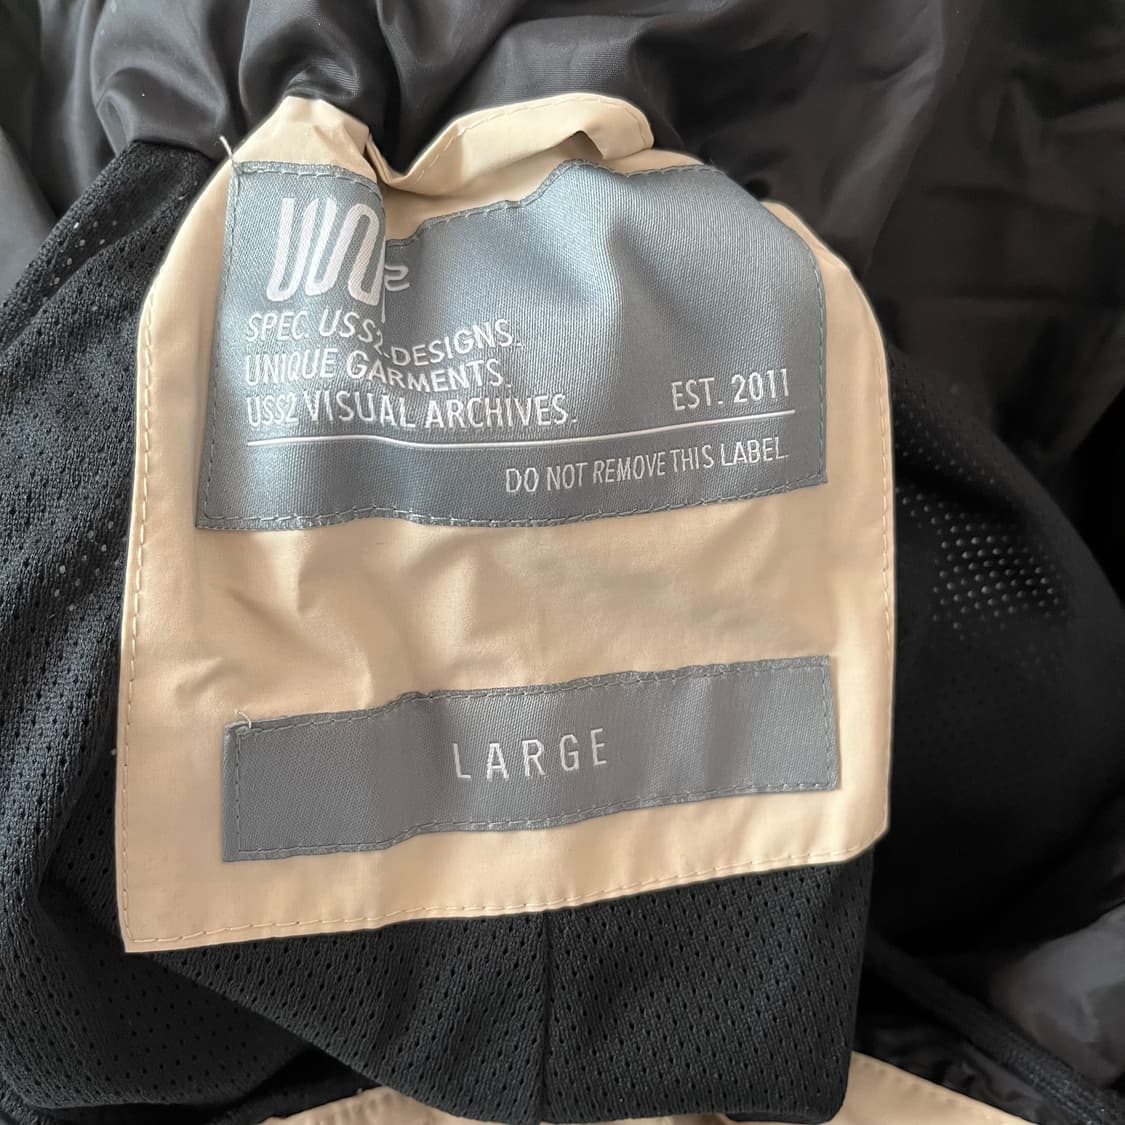 SPEC USS2-DESIGNS.
UNIQUE GARMENTS.
USS2 VISUAL ARCHIVES.
EST. 2011
DO NOT REMOVE THIS LABEL.
LARGE